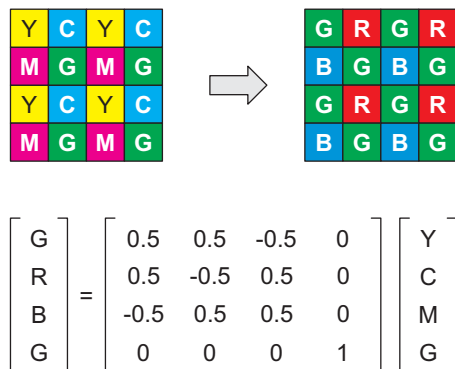 Y C Y C G R G R
M G M G B G B G
Y C Y C G R G R
M G M G B G B G
G 0.5 0.5 -0.5 0 Y
R 0.5 -0.5 0.5 0 C
= 
B -0.5 0.5 0.5 0 M
G 0 0 0 1 G